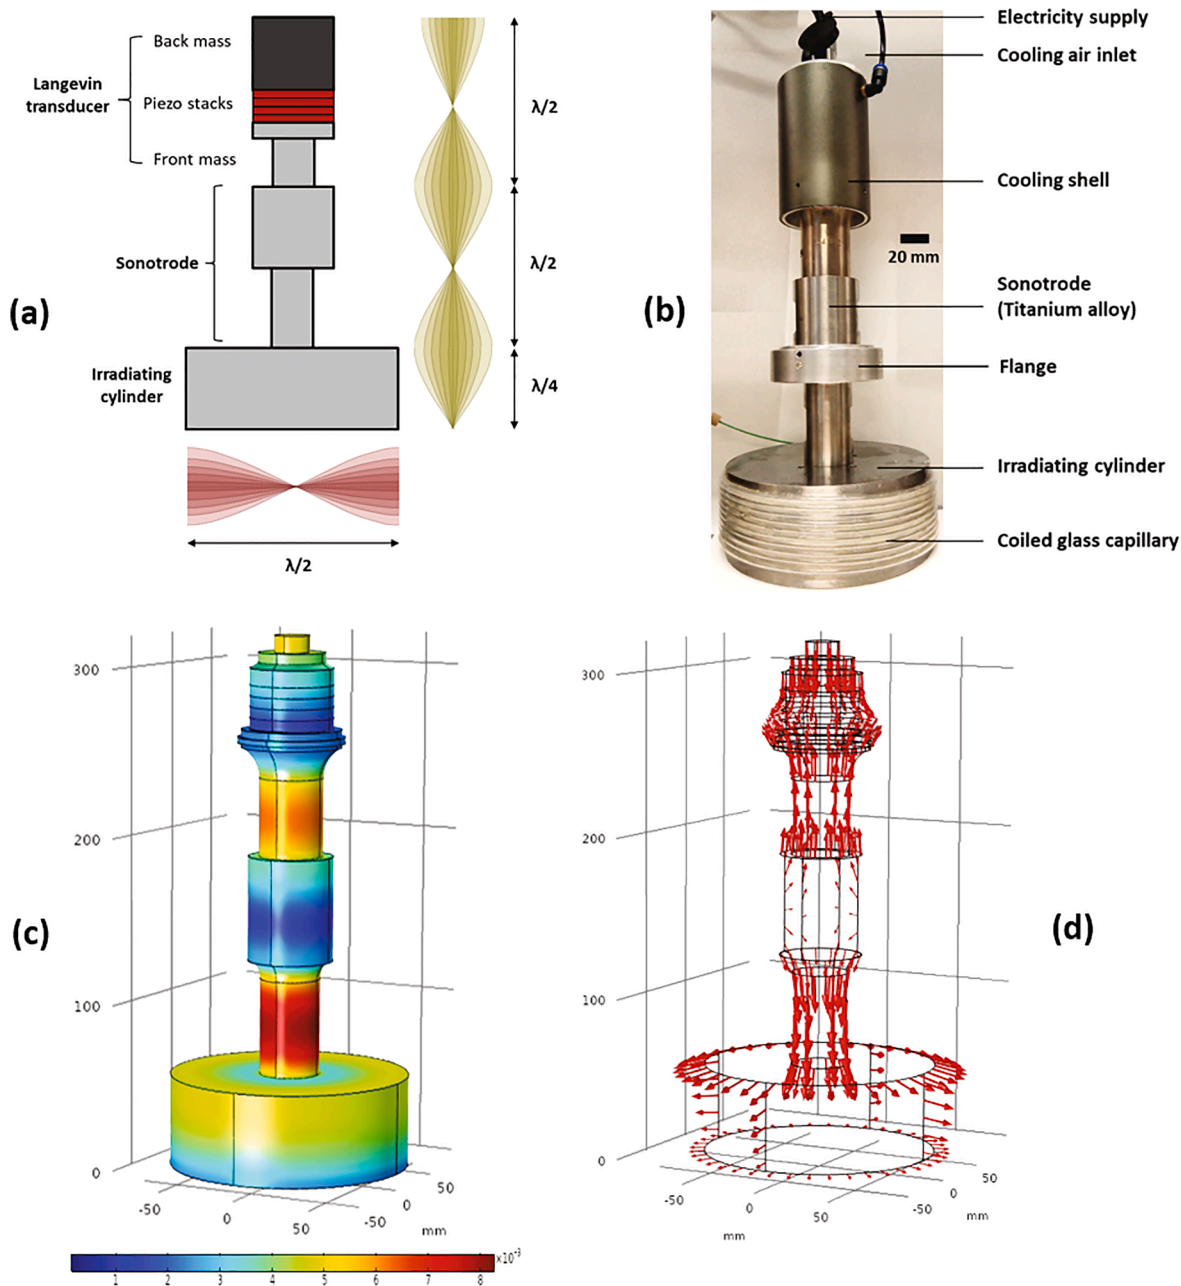 Back mass
Langevin
transducer
Piezo stacks
Front mass
Sonotrode
(a)
Irradiating
cylinder
λ/2
λ/2
λ/4
λ/2
Electricity supply
Cooling air inlet
Cooling shell
20 mm
Sonotrode
(Titanium alloy)
(b)
Flange
Irradiating cylinder
Coiled glass capillary
300
200
(c)
100
0
-50
0
50
-50
0
50
mm
1 2 3 4 5 6 7 8
×10⁻³
300
200
(d)
100
0
-50
0
50
mm
-50
0
50